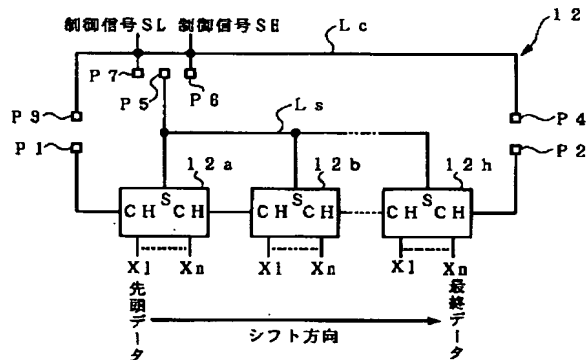 制御信号SL 制御信号SE Lc 12
P7 P5 P6
P9 P4
P1 Ls P2
12a 12b 12h
CH S CH CH S CH CH S CH
X1 Xn X1 Xn X1 Xn
先頭データ 最終データ
シフト方向